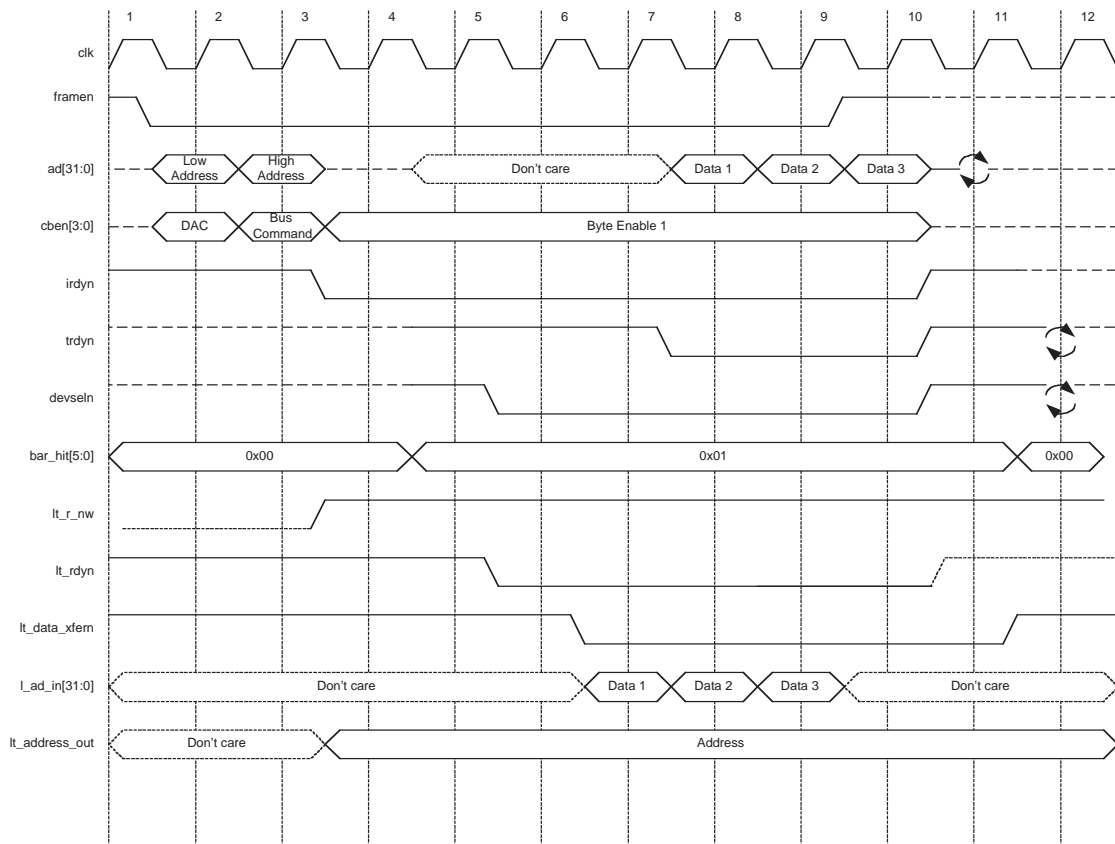 1 2 3 4 5 6 7 8 9 10 11 12
clk
framen
ad[31:0] Low Address High Address Don't care Data 1 Data 2 Data 3
cben[3:0] DAC Bus Command Byte Enable 1
irdyn
trdyn
devseln
bar_hit[5:0] 0x00 0x01 0x00
lt_r_nw
lt_rdyn
lt_data_xfern
l_ad_in[31:0] Don't care Data 1 Data 2 Data 3 Don't care
lt_address_out Don't care Address